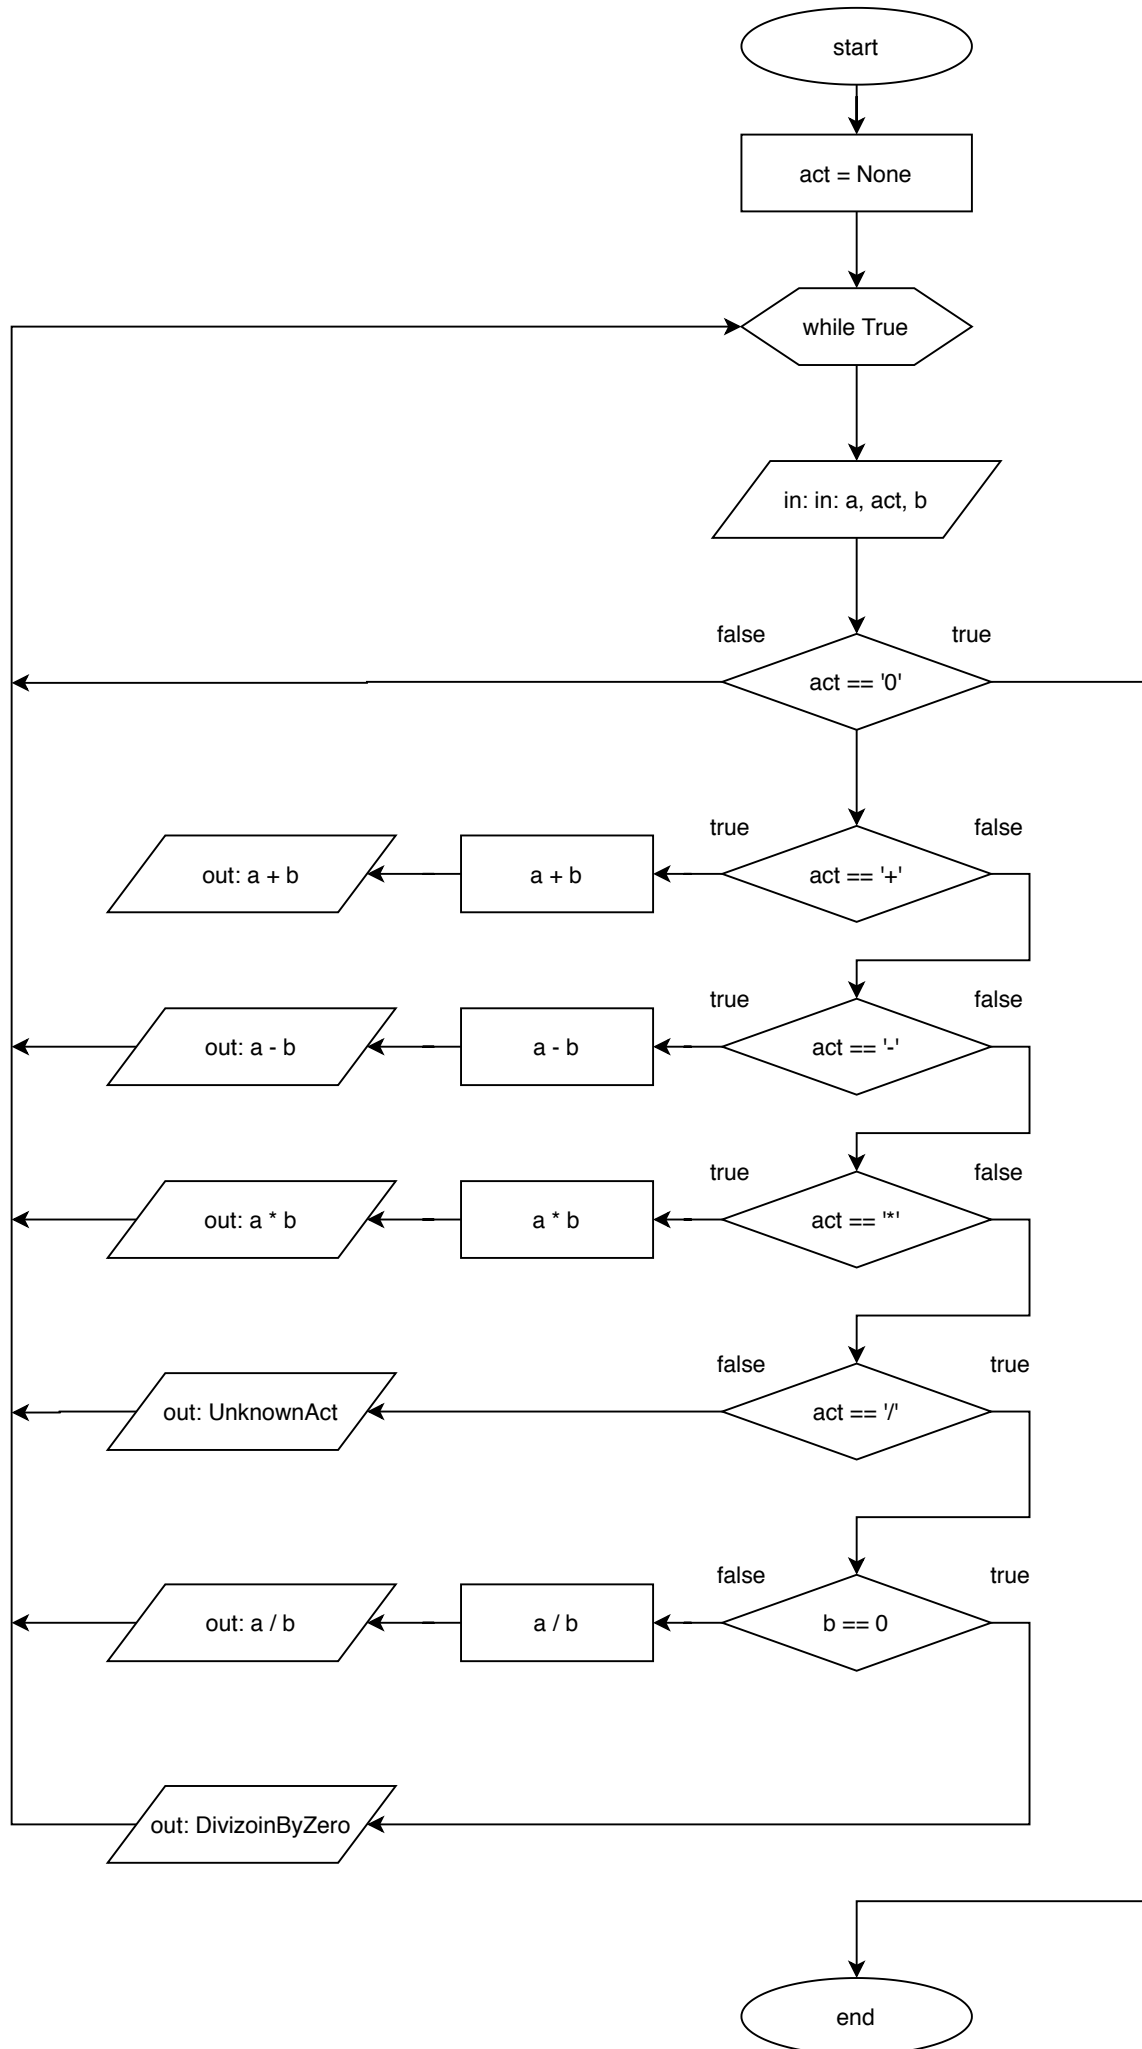 start
act = None
while True
in: in: a, act, b
false
true
act == '0'
true
false
out: a + b
a + b
act == '+'
true
false
out: a - b
a - b
act == '-'
true
false
out: a * b
a * b
act == '*'
false
true
out: UnknownAct
act == '/'
false
true
out: a / b
a / b
b == 0
out: DivizoinByZero
end